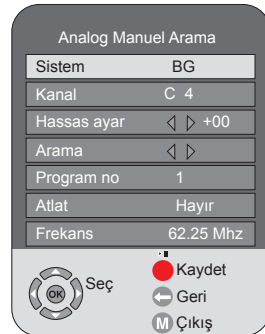 Analog Manuel Arama
Sistem BG
Kanal C 4
Hassas ayar +00
Arama
Program no 1
Atlat Hayır
Frekans 62.25 Mhz
OK Seç
Kaydet
Geri
M Çıkış